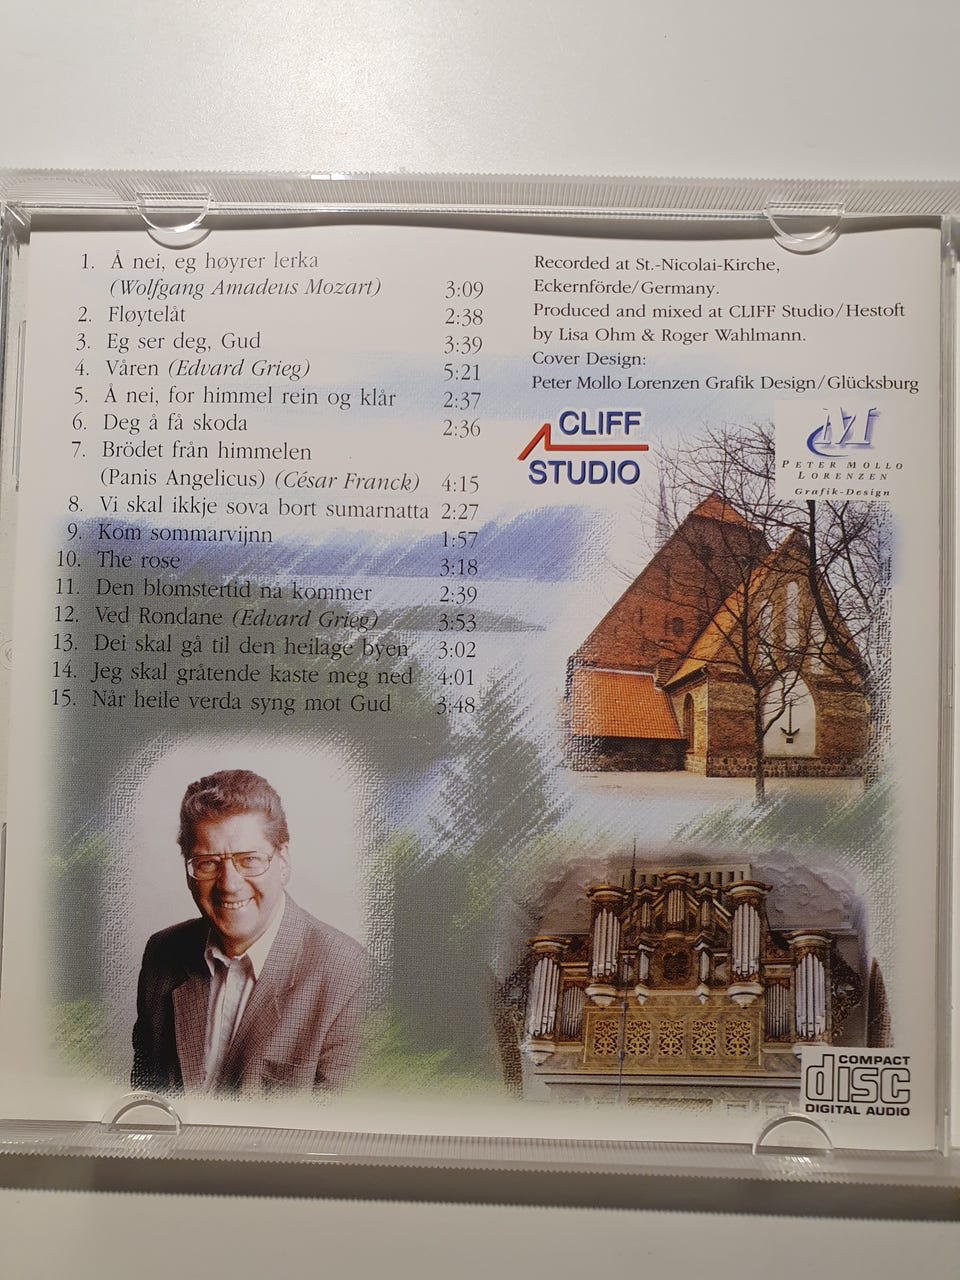 1. Å nei, eg høyrer lerka
(Wolfgang Amadeus Mozart) 3:09
2. Fløytelåt 2:38
3. Eg ser deg, Gud 3:39
4. Våren (Edvard Grieg) 5:21
5. Å nei, for himmel rein og klår 2:37
6. Deg å få skoda 2:36
7. Brödet från himmelen
(Panis Angelicus) (César Franck) 4:15
8. Vi skal ikkje sova bort sumarnatta 2:27
9. Kom sommarvijnn 1:57
10. The rose 3:18
11. Den blomstertid nå kommer 2:39
12. Ved Rondane (Edvard Grieg) 3:53
13. Dei skal gå til den heilage byen 3:02
14. Jeg skal gråtende kaste meg ned 4:01
15. Når heile verda syng mot Gud 3:48
Recorded at St.-Nicolai-Kirche,
Eckernförde/Germany.
Produced and mixed at CLIFF Studio/Hestoft
by Lisa Ohm & Roger Wahlmann.
Cover Design:
Peter Mollo Lorenzen Grafik Design/Glücksburg
CLIFF
STUDIO
PETER MOLLO
LORENZEN
Grafik-Design
COMPACT
disc
DIGITAL AUDIO